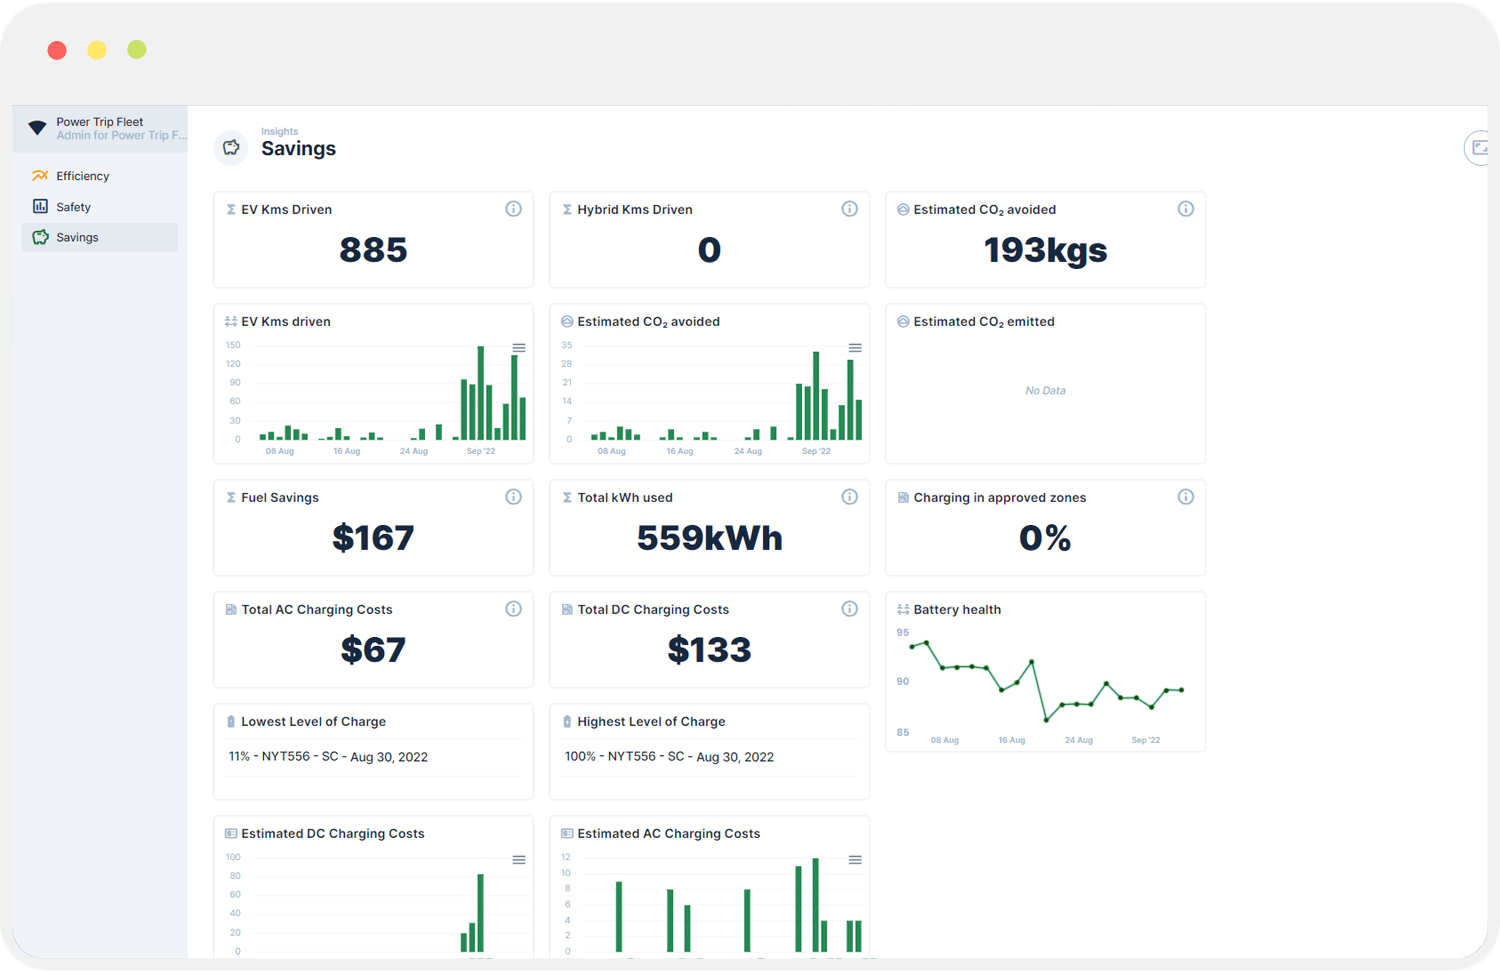 Power Trip Fleet
Admin for Power Trip F...
Efficiency
Safety
Savings
Insights
Savings
EV Kms Driven
885
Hybrid Kms Driven
0
Estimated CO₂ avoided
193kgs
EV Kms driven
150
120
90
60
30
0
08 Aug 16 Aug 24 Aug Sep '22
Estimated CO₂ avoided
35
28
21
14
7
0
08 Aug 16 Aug 24 Aug Sep '22
Estimated CO₂ emitted
No Data
Fuel Savings
$167
Total kWh used
559kWh
Charging in approved zones
0%
Total AC Charging Costs
$67
Total DC Charging Costs
$133
Battery health
95
90
85
08 Aug 16 Aug 24 Aug Sep '22
Lowest Level of Charge
11% - NYT556 - SC - Aug 30, 2022
Highest Level of Charge
100% - NYT556 - SC - Aug 30, 2022
Estimated DC Charging Costs
100
80
60
40
20
0
Estimated AC Charging Costs
12
10
8
6
4
2
0